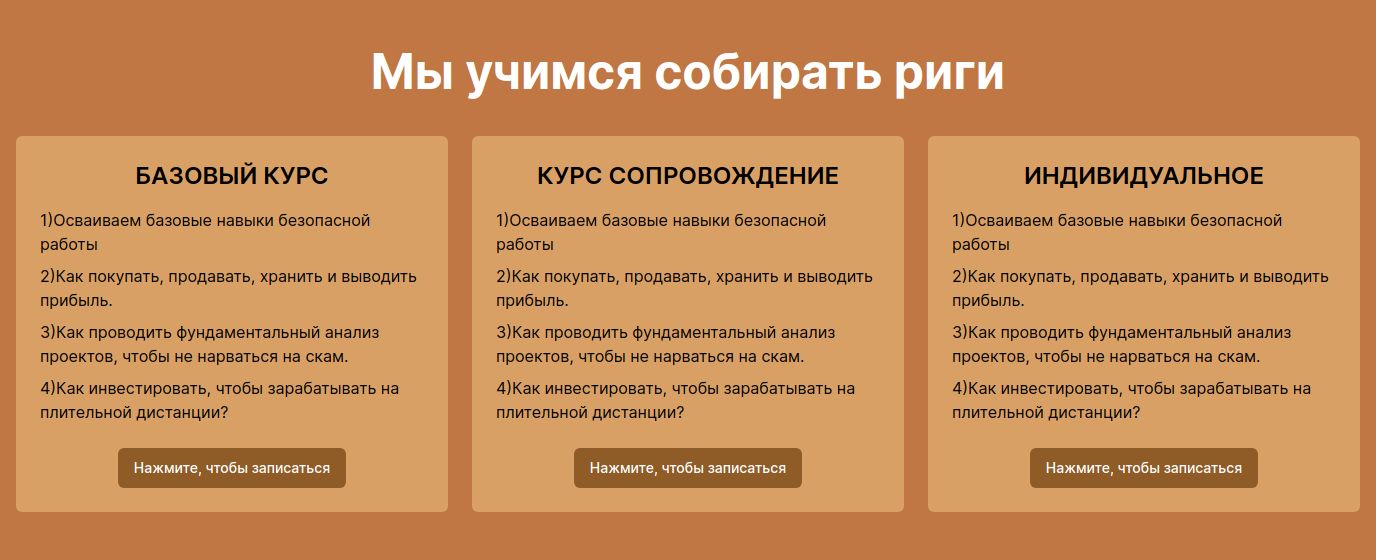 Мы учимся собирать риги
БАЗОВЫЙ КУРС
1)Осваиваем базовые навыки безопасной
работы
2)Как покупать, продавать, хранить и выводить
прибыль.
3)Как проводить фундаментальный анализ
проектов, чтобы не нарваться на скам.
4)Как инвестировать, чтобы зарабатывать на
плительной дистанции?
Нажмите, чтобы записаться
КУРС СОПРОВОЖДЕНИЕ
1)Осваиваем базовые навыки безопасной
работы
2)Как покупать, продавать, хранить и выводить
прибыль.
3)Как проводить фундаментальный анализ
проектов, чтобы не нарваться на скам.
4)Как инвестировать, чтобы зарабатывать на
плительной дистанции?
Нажмите, чтобы записаться
ИНДИВИДУАЛЬНОЕ
1)Осваиваем базовые навыки безопасной
работы
2)Как покупать, продавать, хранить и выводить
прибыль.
3)Как проводить фундаментальный анализ
проектов, чтобы не нарваться на скам.
4)Как инвестировать, чтобы зарабатывать на
плительной дистанции?
Нажмите, чтобы записаться